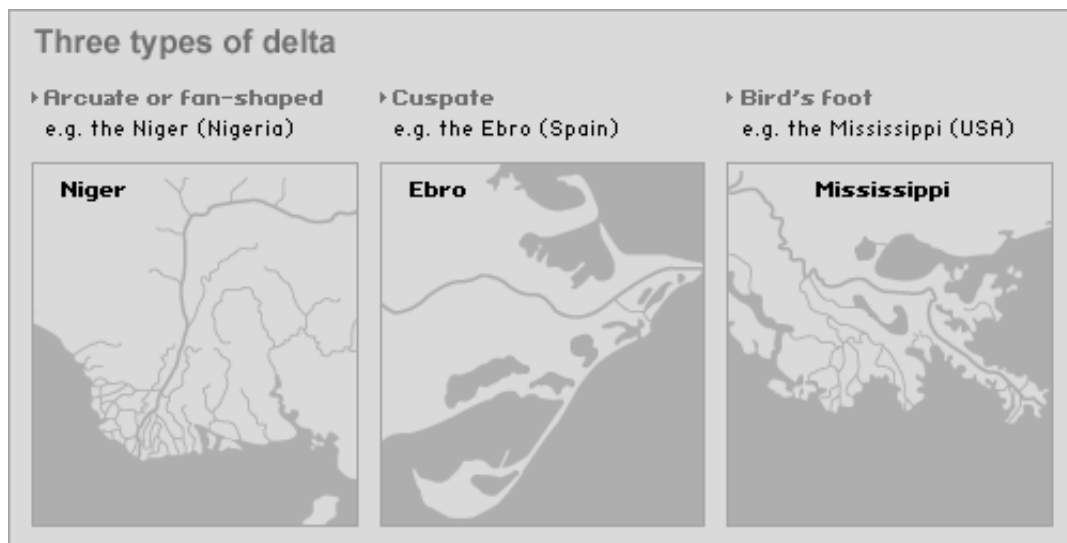 Three types of delta
Arcuate or fan-shaped
e.g. the Niger (Nigeria)
Cuspate
e.g. the Ebro (Spain)
Bird's foot
e.g. the Mississippi (USA)
Niger
Ebro
Mississippi